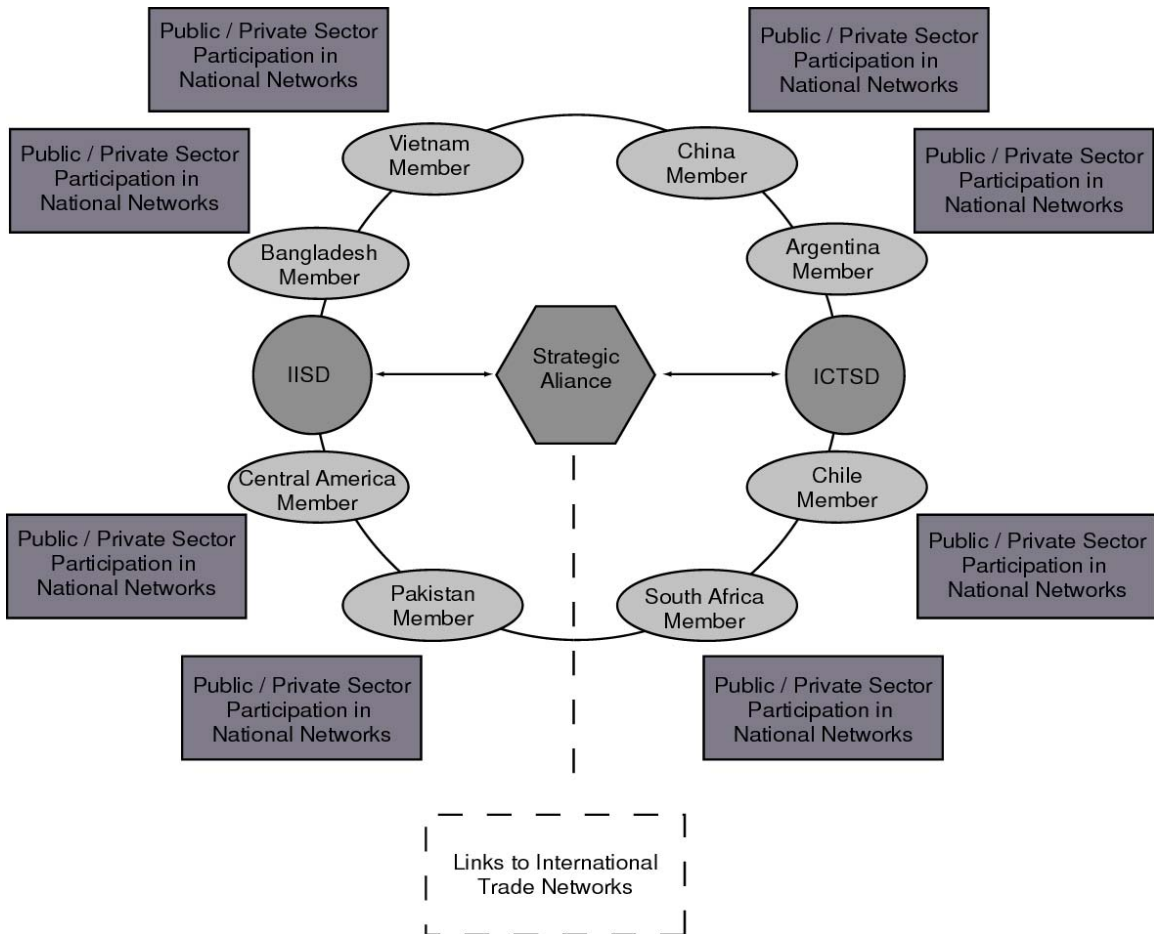 Public / Private Sector
Participation in
National Networks
Public / Private Sector
Participation in
National Networks
Public / Private Sector
Participation in
National Networks
Public / Private Sector
Participation in
National Networks
Vietnam
Member
China
Member
Bangladesh
Member
Argentina
Member
IISD
Strategic
Aliance
ICTSD
Central America
Member
Chile
Member
Public / Private Sector
Participation in
National Networks
Public / Private Sector
Participation in
National Networks
Pakistan
Member
South Africa
Member
Public / Private Sector
Participation in
National Networks
Public / Private Sector
Participation in
National Networks
Links to International
Trade Networks